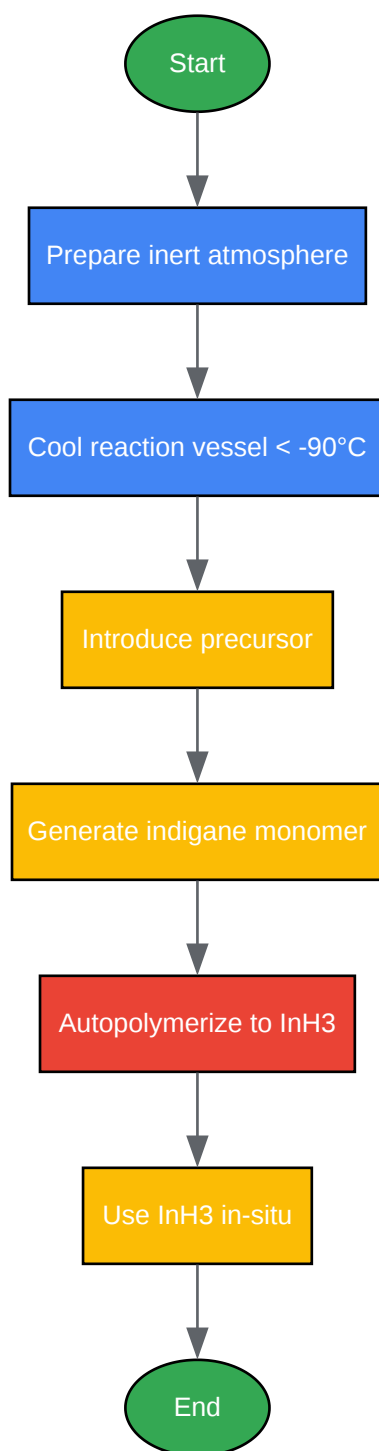 Start
Prepare inert atmosphere
Cool reaction vessel < -90°C
Introduce precursor
Generate indigane monomer
Autopolymerize to InH3
Use InH3 in-situ
End